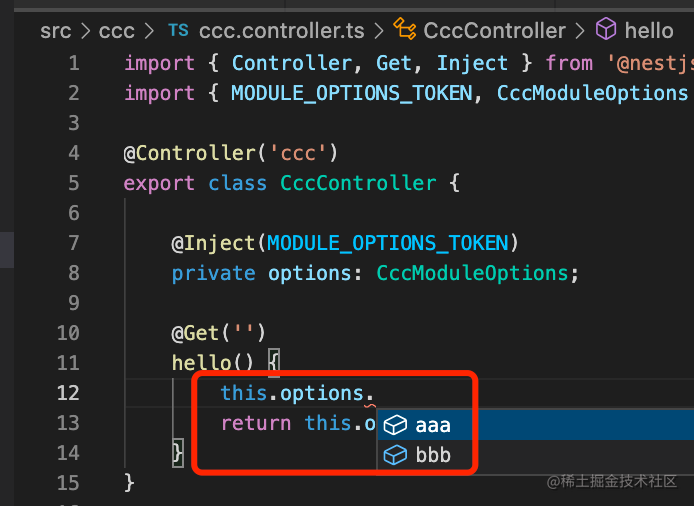 src > ccc > TS ccc.controller.ts > CccController > hello
1 import { Controller, Get, Inject } from '@nestjs
2 import { MODULE_OPTIONS_TOKEN, CccModuleOptions
3
4 @Controller('ccc')
5 export class CccController {
6
7 @Inject(MODULE_OPTIONS_TOKEN)
8 private options: CccModuleOptions;
9
10 @Get('')
11 hello() {
12 this.options.
13 return this.o
aaa
14 }
bbb
15 }
@稀土掘金技术社区